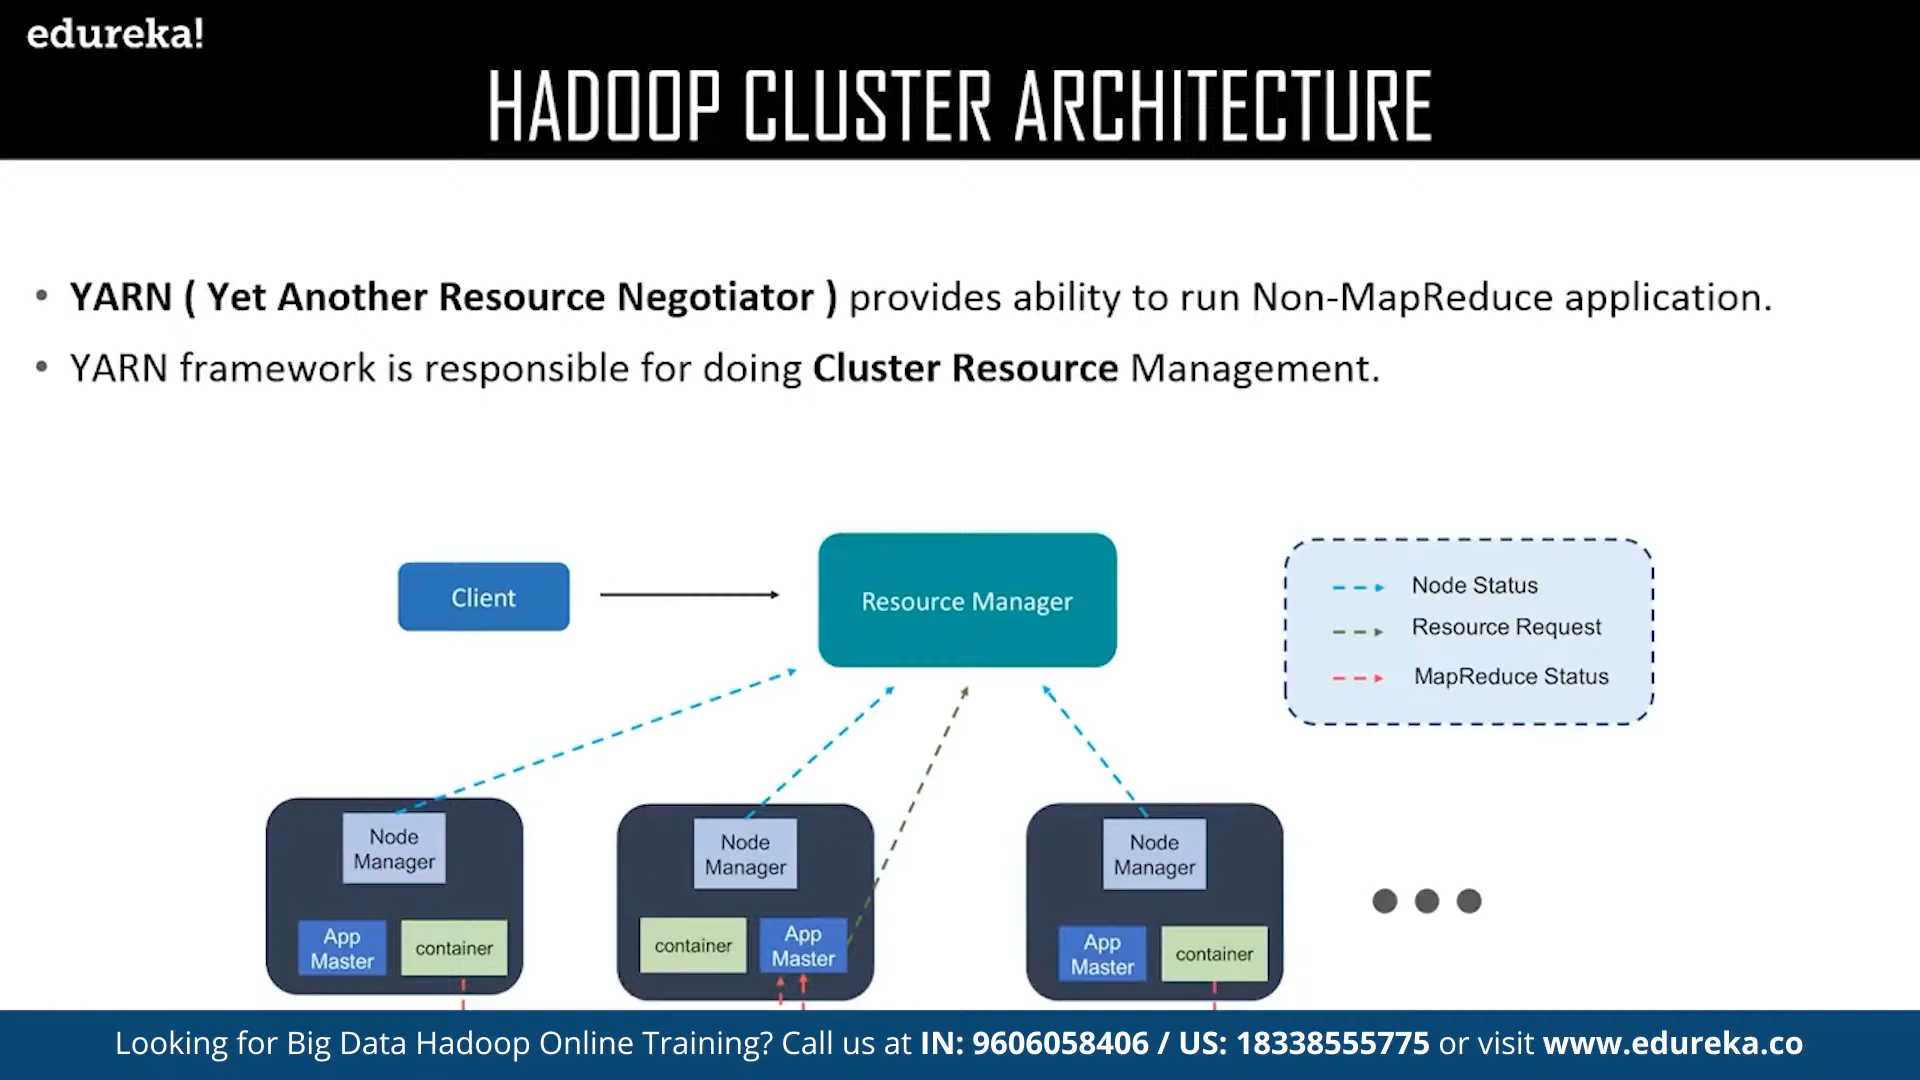 edureka!
HADOOP CLUSTER ARCHITECTURE
• YARN ( Yet Another Resource Negotiator ) provides ability to run Non-MapReduce application.
• YARN framework is responsible for doing Cluster Resource Management.
Client
Resource Manager
Node Status
Resource Request
MapReduce Status
Node
Manager
App
Master
container
Node
Manager
container
App
Master
Node
Manager
App
Master
container
Looking for Big Data Hadoop Online Training? Call us at IN: 9606058406 / US: 18338555775 or visit www.edureka.co